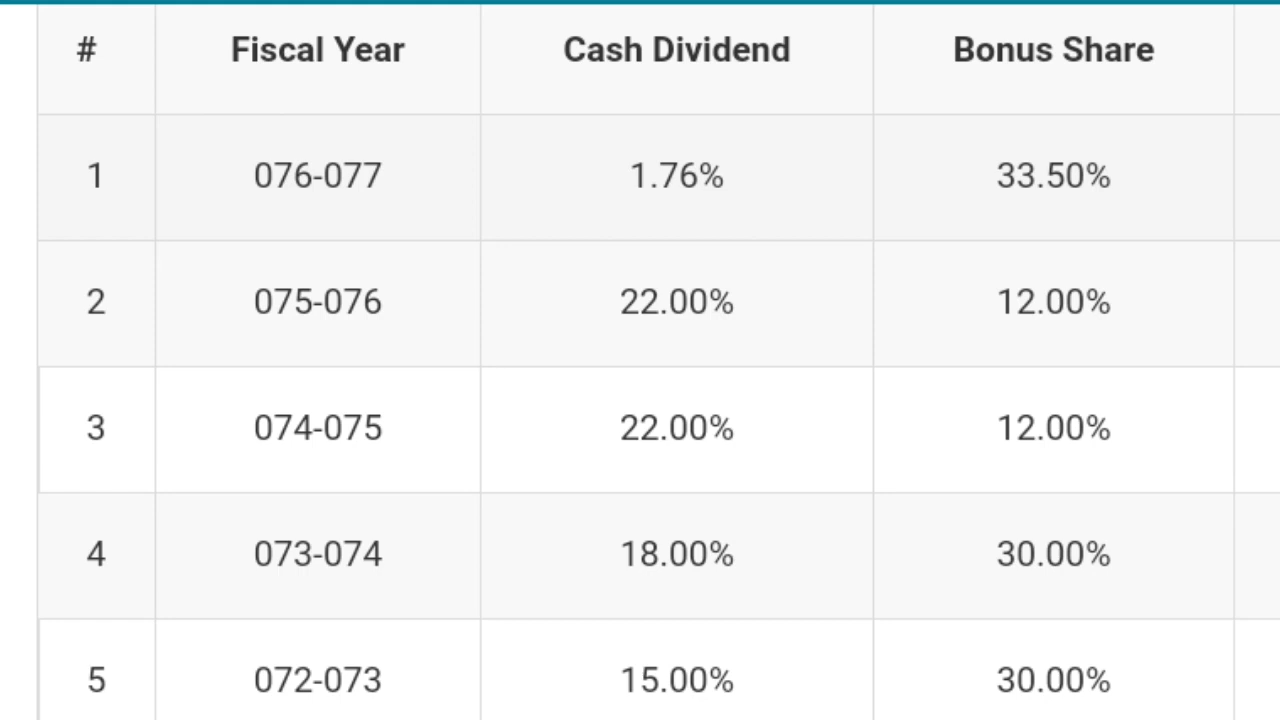 # Fiscal Year Cash Dividend Bonus Share
1 076-077 1.76% 33.50%
2 075-076 22.00% 12.00%
3 074-075 22.00% 12.00%
4 073-074 18.00% 30.00%
5 072-073 15.00% 30.00%